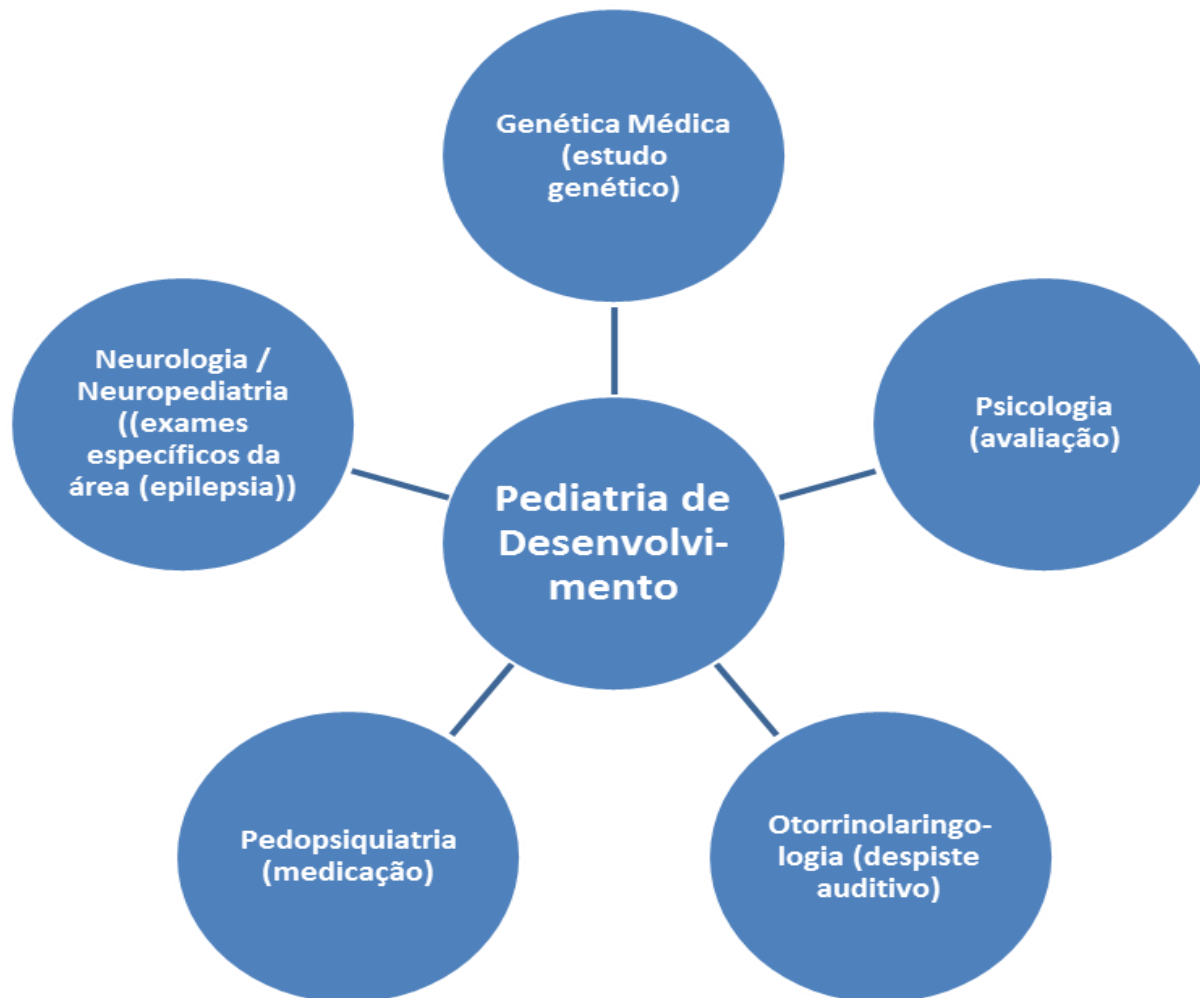 Genética Médica
(estudo
genético)
Neurologia /
Neuropediatria
((exames
específicos da
área (epilepsia))
Psicologia
(avaliação)
Pediatria de
Desenvolvi-
mento
Pedopsiquiatria
(medicação)
Otorrinolaringo-
logia (despiste
auditivo)